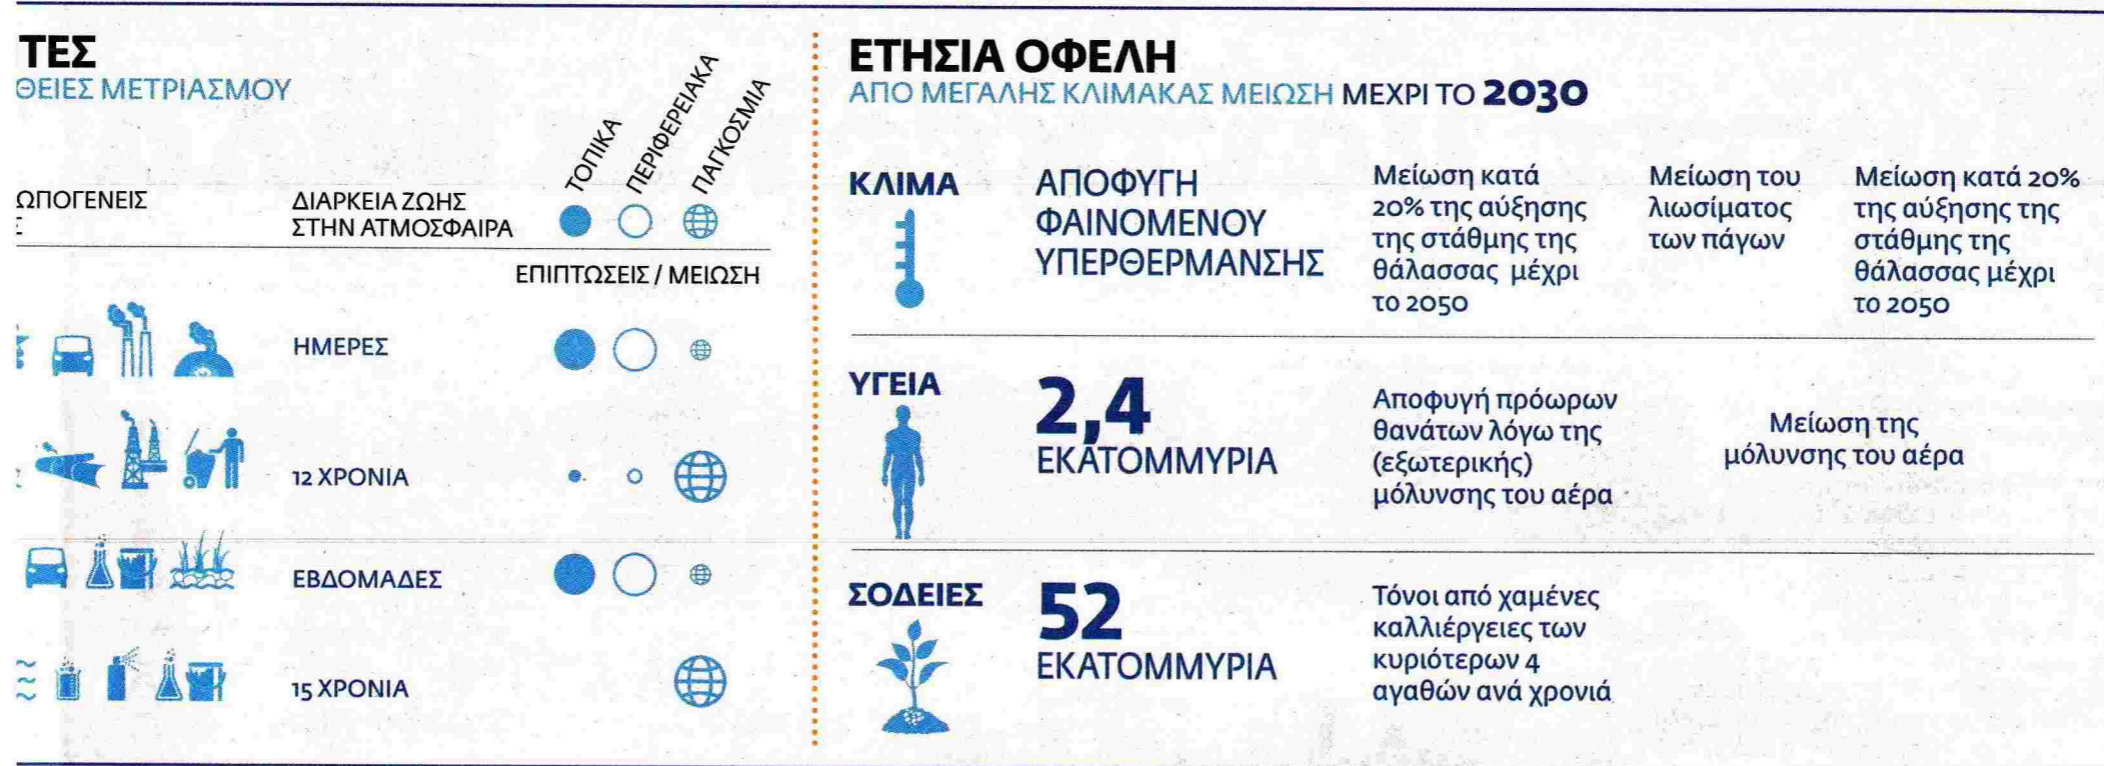 ΤΕΣ
ΘΕΙΕΣ ΜΕΤΡΙΑΣΜΟΥ
ΩΠΟΓΕΝΕΙΣ
ΔΙΑΡΚΕΙΑ ΖΩΗΣ
ΣΤΗΝ ΑΤΜΟΣΦΑΙΡΑ
ΤΟΠΙΚΑ
ΠΕΡΙΦΕΡΕΙΑΚΑ
ΠΑΓΚΟΣΜΙΑ
ΕΠΙΠΤΩΣΕΙΣ / ΜΕΙΩΣΗ
ΗΜΕΡΕΣ
12 ΧΡΟΝΙΑ
ΕΒΔΟΜΑΔΕΣ
15 ΧΡΟΝΙΑ
ΕΤΗΣΙΑ ΟΦΕΛΗ
ΑΠΟ ΜΕΓΑΛΗΣ ΚΛΙΜΑΚΑΣ ΜΕΙΩΣΗ ΜΕΧΡΙ ΤΟ 2030
ΚΛΙΜΑ
ΑΠΟΦΥΓΗ
ΦΑΙΝΟΜΕΝΟΥ
ΥΠΕΡΘΕΡΜΑΝΣΗΣ
Μείωση κατά
20% της αύξησης
της στάθμης της
θάλασσας μέχρι
το 2050
Μείωση του
λιωσίματος
των πάγων
Μείωση κατά 20%
της αύξησης της
στάθμης της
θάλασσας μέχρι
το 2050
ΥΓΕΙΑ
2,4
ΕΚΑΤΟΜΜΥΡΙΑ
Αποφυγή πρόωρων
θανάτων λόγω της
(εξωτερικής)
μόλυνσης του αέρα
Μείωση της
μόλυνσης του αέρα
ΣΟΔΕΙΕΣ
52
ΕΚΑΤΟΜΜΥΡΙΑ
Τόνοι από χαμένες
καλλιέργειες των
κυριότερων 4
αγαθών ανά χρονιά